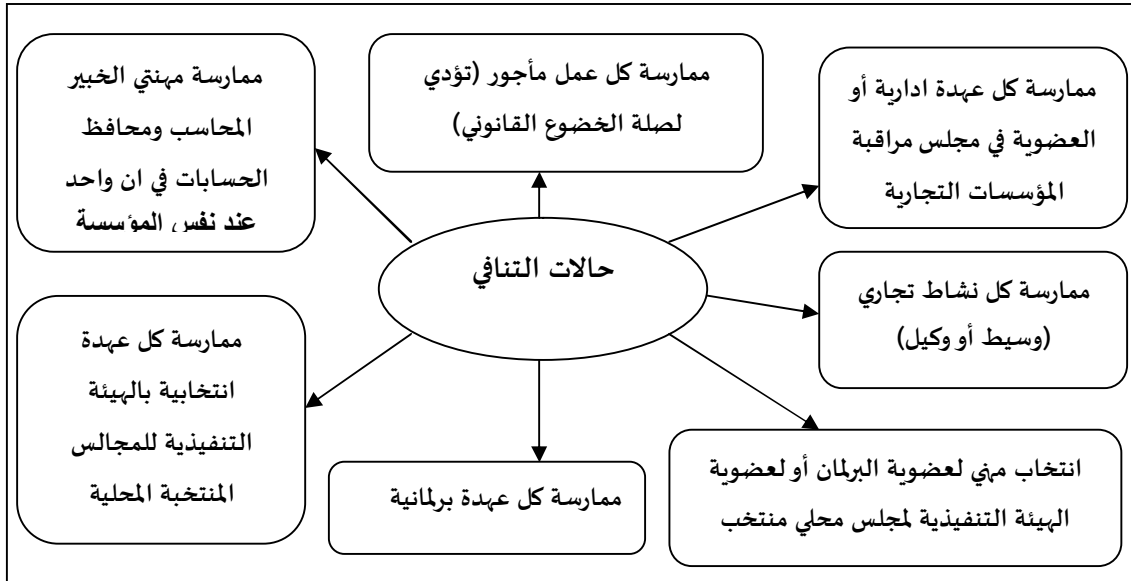 ممارسة كل عهدة ادارية أو
العضوية في مجلس مراقبة
المؤسسات التجارية
ممارسة كل عمل مأجور (تؤدي
لصلة الخضوع القانوني)
ممارسة مهنتي الخبير
المحاسب ومحافظ
الحسابات في ان واحد
عند نفس المؤسسة
حالات التنافي
ممارسة كل نشاط تجاري
(وسيط أو وكيل)
ممارسة كل عهدة
انتخابية بالهيئة
التنفيذية للمجالس
المنتخبة المحلية
انتخاب مهني لعضوية البرلمان أو لعضوية
الهيئة التنفيذية لمجلس محلي منتخب
ممارسة كل عهدة برلمانية